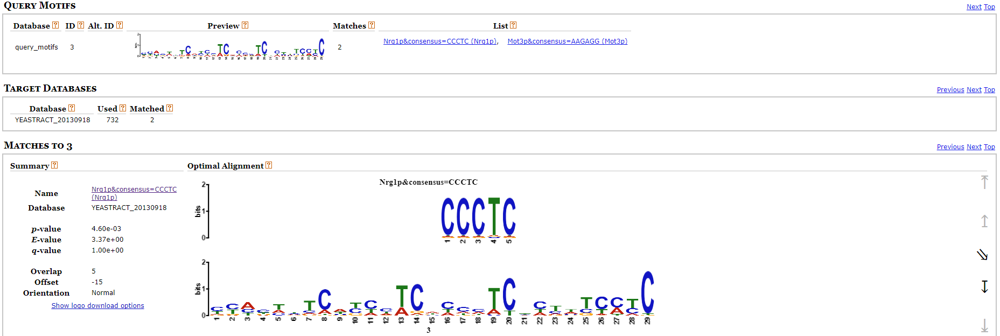 Query Motifs
Next Top
Database ? ID ? Alt. ID ? Preview ? Matches ? List ?
query_motifs 3 2 Nrg1p&consensus=CCCTC (Nrg1p), Mot3p&consensus=AAGAGG (Mot3p)
Target Databases
Previous Next Top
Database ? Used ? Matched ?
YEASTRACT_20130918 732 2
Matches to 3
Previous Next Top
Summary ?
Name Nrg1p&consensus=CCCTC
(Nrg1p)
Database YEASTRACT_20130918
p-value 4.60e-03
E-value 3.37e+00
q-value 1.00e+00
Overlap 5
Offset -15
Orientation Normal
Show logo download options
Optimal Alignment ?
Nrg1p&consensus=CCCTC
2
bits
1
0
CCCTC
1 2 3 4 5
2
bits
1
0
1 2 3 4 5 6 7 8 9 10 11 12 13 14 15 16 17 18 19 20 21 22 23 24 25 26 27 28 29
3